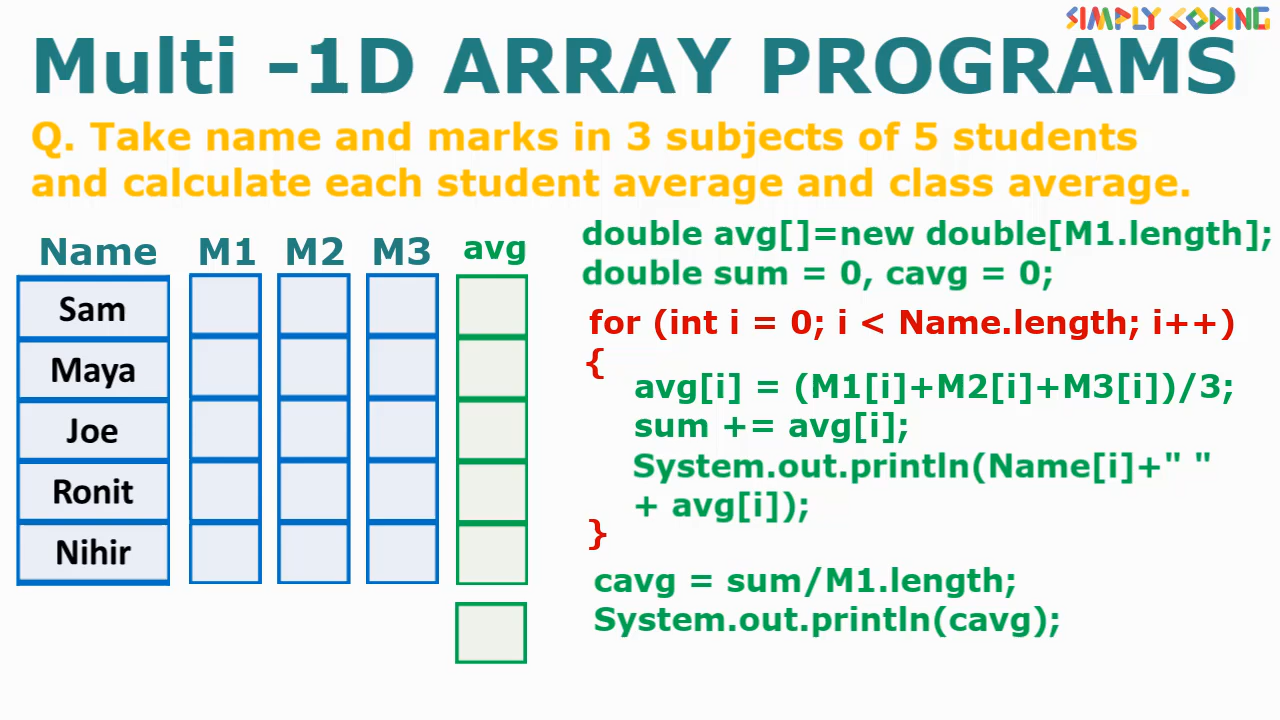 SIMPLY CODING
Multi -1D ARRAY PROGRAMS
Q. Take name and marks in 3 subjects of 5 students
and calculate each student average and class average.
Name M1 M2 M3 avg
Sam
Maya
Joe
Ronit
Nihir
double avg[]=new double[M1.length];
double sum = 0, cavg = 0;
for (int i = 0; i < Name.length; i++)
{
avg[i] = (M1[i]+M2[i]+M3[i])/3;
sum += avg[i];
System.out.println(Name[i]+" "
+ avg[i]);
}
cavg = sum/M1.length;
System.out.println(cavg);